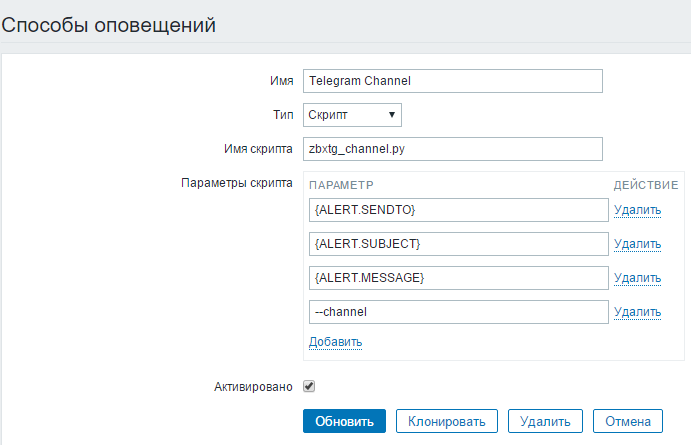 Способы оповещений
Имя Telegram Channel
Тип Скрипт
Имя скрипта zbxtg_channel.py
Параметры скрипта ПАРАМЕТР ДЕЙСТВИЕ
{ALERT.SENDTO} Удалить
{ALERT.SUBJECT} Удалить
{ALERT.MESSAGE} Удалить
--channel Удалить
Добавить
Активировано
Обновить Клонировать Удалить Отмена